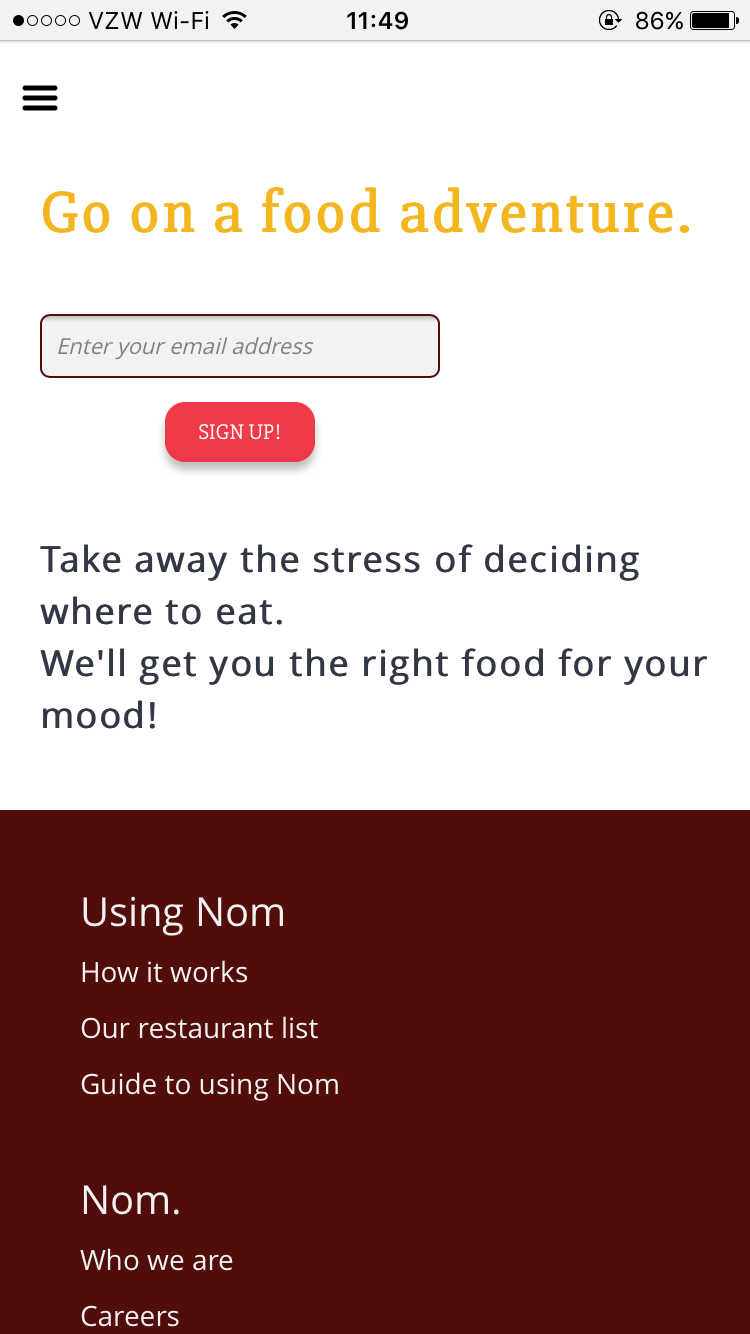 VZW Wi-Fi 11:49 86%
Go on a food adventure.
Enter your email address
SIGN UP!
Take away the stress of deciding
where to eat.
We'll get you the right food for your
mood!
Using Nom
How it works
Our restaurant list
Guide to using Nom
Nom.
Who we are
Careers